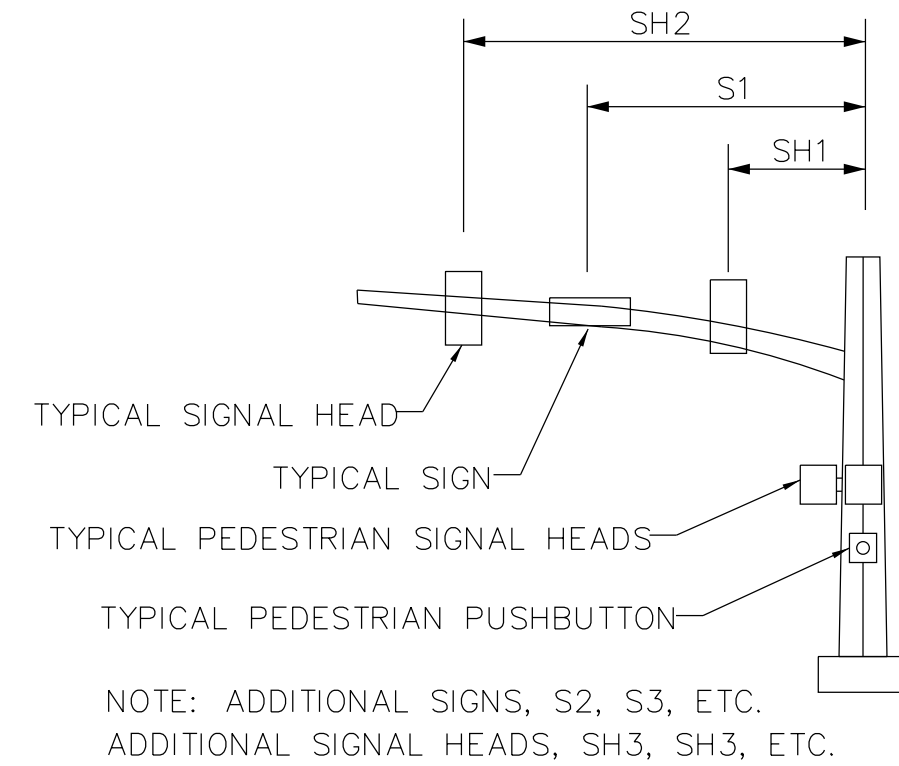 SH2
S1
SH1
TYPICAL SIGNAL HEAD
TYPICAL SIGN
TYPICAL PEDESTRIAN SIGNAL HEADS
TYPICAL PEDESTRIAN PUSHBUTTON
NOTE: ADDITIONAL SIGNS, S2, S3, ETC.
ADDITIONAL SIGNAL HEADS, SH3, SH3, ETC.